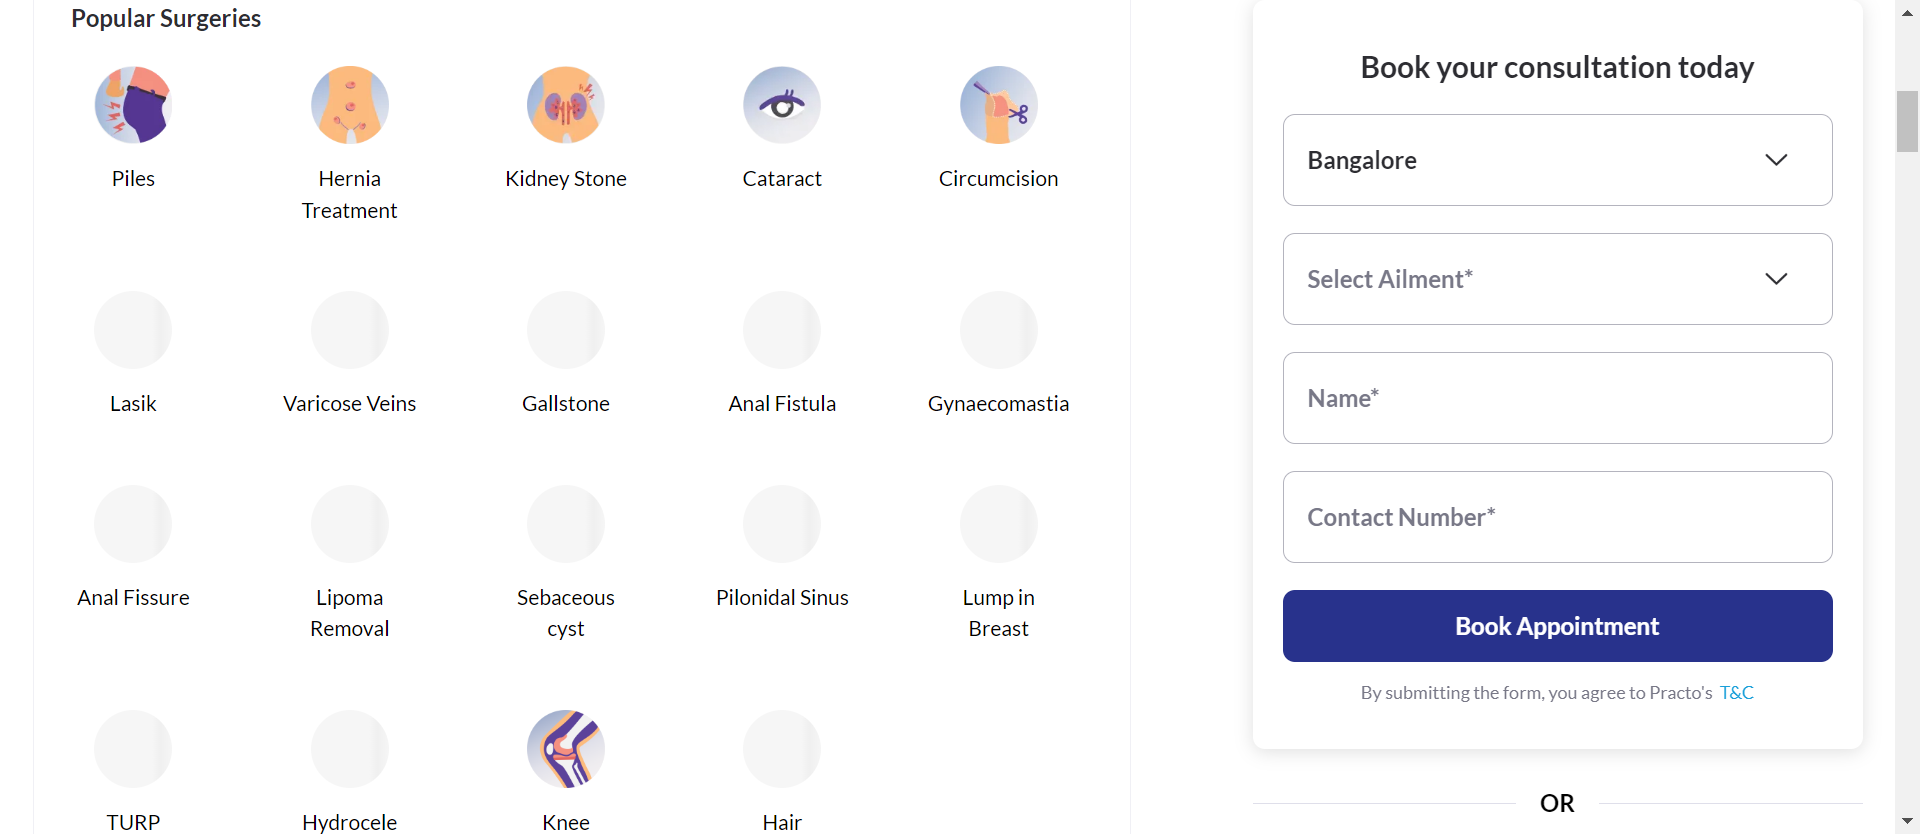 Popular Surgeries
Piles
Hernia
Treatment
Kidney Stone
Cataract
Circumcision
Lasik
Varicose Veins
Gallstone
Anal Fistula
Gynaecomastia
Anal Fissure
Lipoma
Removal
Sebaceous
cyst
Pilonidal Sinus
Lump in
Breast
TURP
Hydrocele
Knee
Hair
Book your consultation today
Bangalore
Select Ailment*
Name*
Contact Number*
Book Appointment
By submitting the form, you agree to Practo's T&C
OR